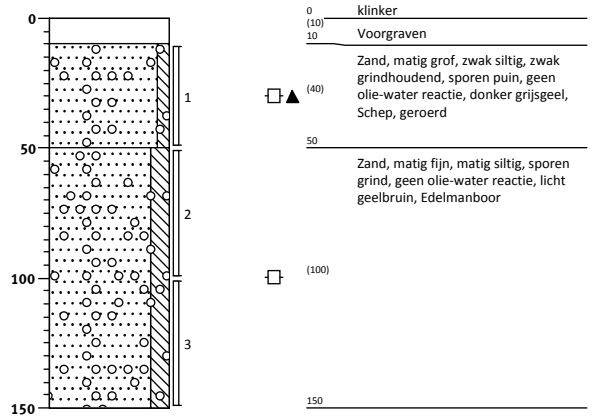 0
50
100
150
1
2
3
0
klinker
(10)
10
Voorgraven
Zand, matig grof, zwak siltig, zwak
grindhoudend, sporen puin, geen
(40)
olie-water reactie, donker grijsgeel,
Schep, geroerd
50
Zand, matig fijn, matig siltig, sporen
grind, geen olie-water reactie, licht
geelbruin, Edelmanboor
(100)
150